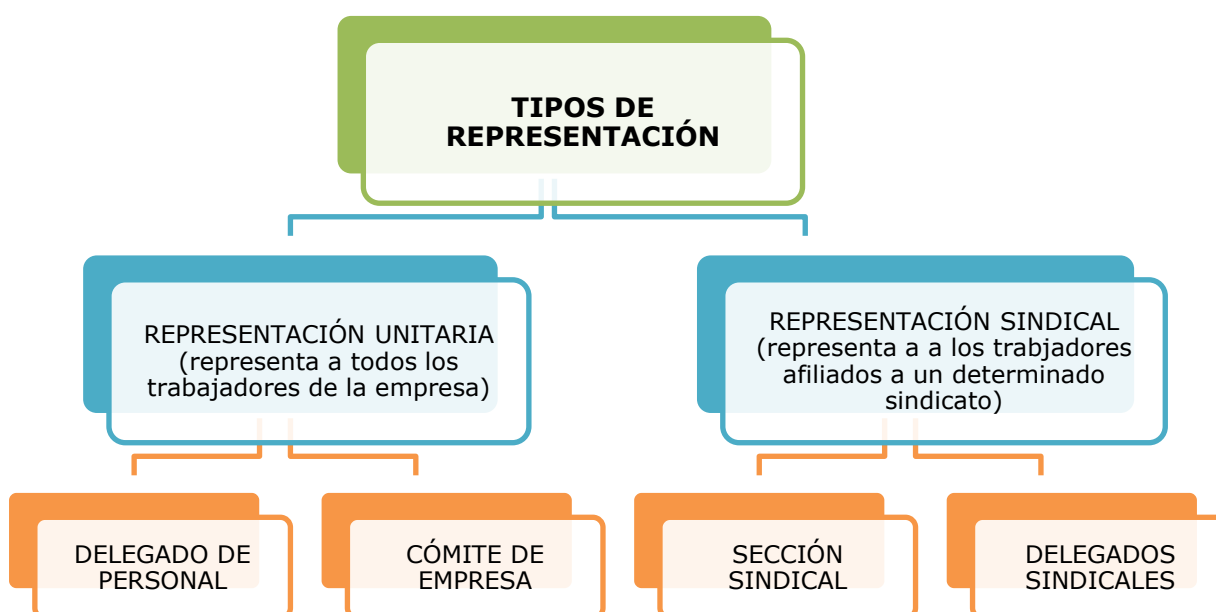 TIPOS DE
REPRESENTACIÓN
REPRESENTACIÓN UNITARIA
(representa a todos los
trabajadores de la empresa)
REPRESENTACIÓN SINDICAL
(representa a a los trabjadores
afiliados a un determinado
sindicato)
DELEGADO DE
PERSONAL
CÓMITE DE
EMPRESA
SECCIÓN
SINDICAL
DELEGADOS
SINDICALES